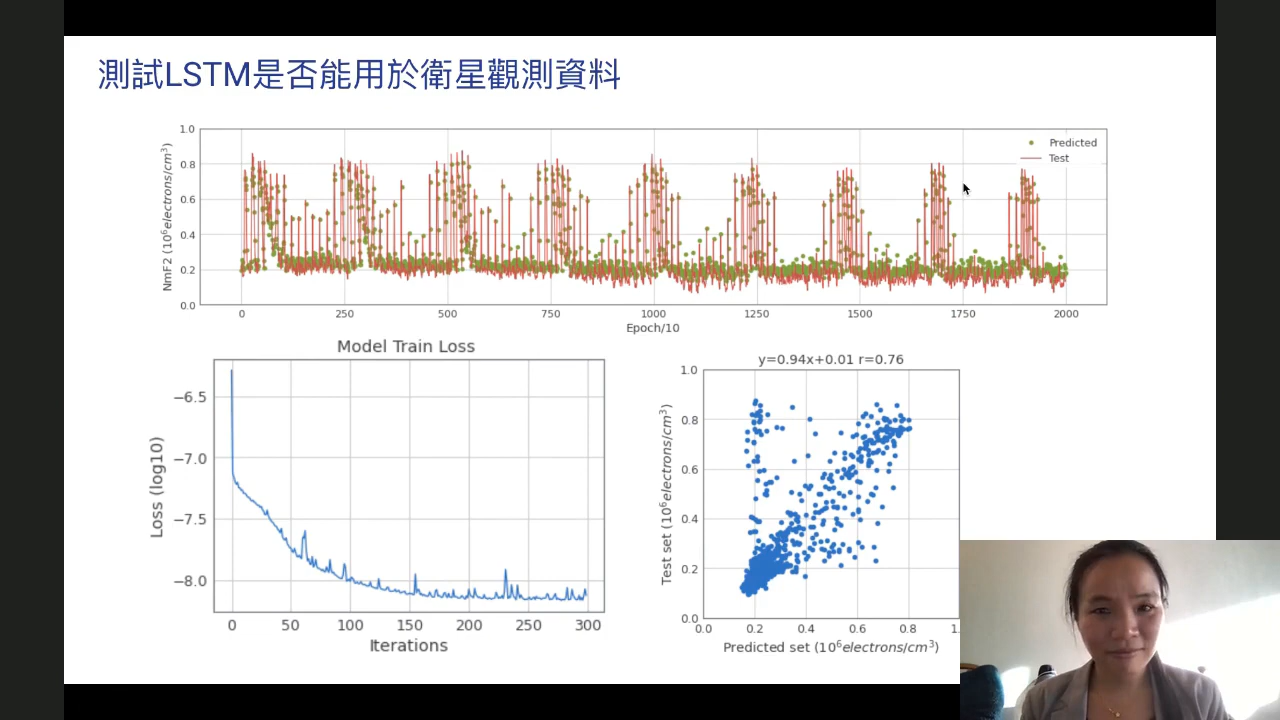 測試LSTM是否能用於衛星觀測資料
1.0
0.8
0.6
0.4
0.2
0.0
NmF2 (10⁶electrons/cm³)
Predicted
Test
0 250 500 750 1000 1250 1500 1750 2000
Epoch/10
Model Train Loss
−6.5
−7.0
−7.5
−8.0
Loss (log10)
0 50 100 150 200 250 300
Iterations
y=0.94x+0.01 r=0.76
1.0
0.8
0.6
0.4
0.2
0.0
Test set (10⁶electrons/cm³)
0.0 0.2 0.4 0.6 0.8 1.
Predicted set (10⁶electrons/cm³)